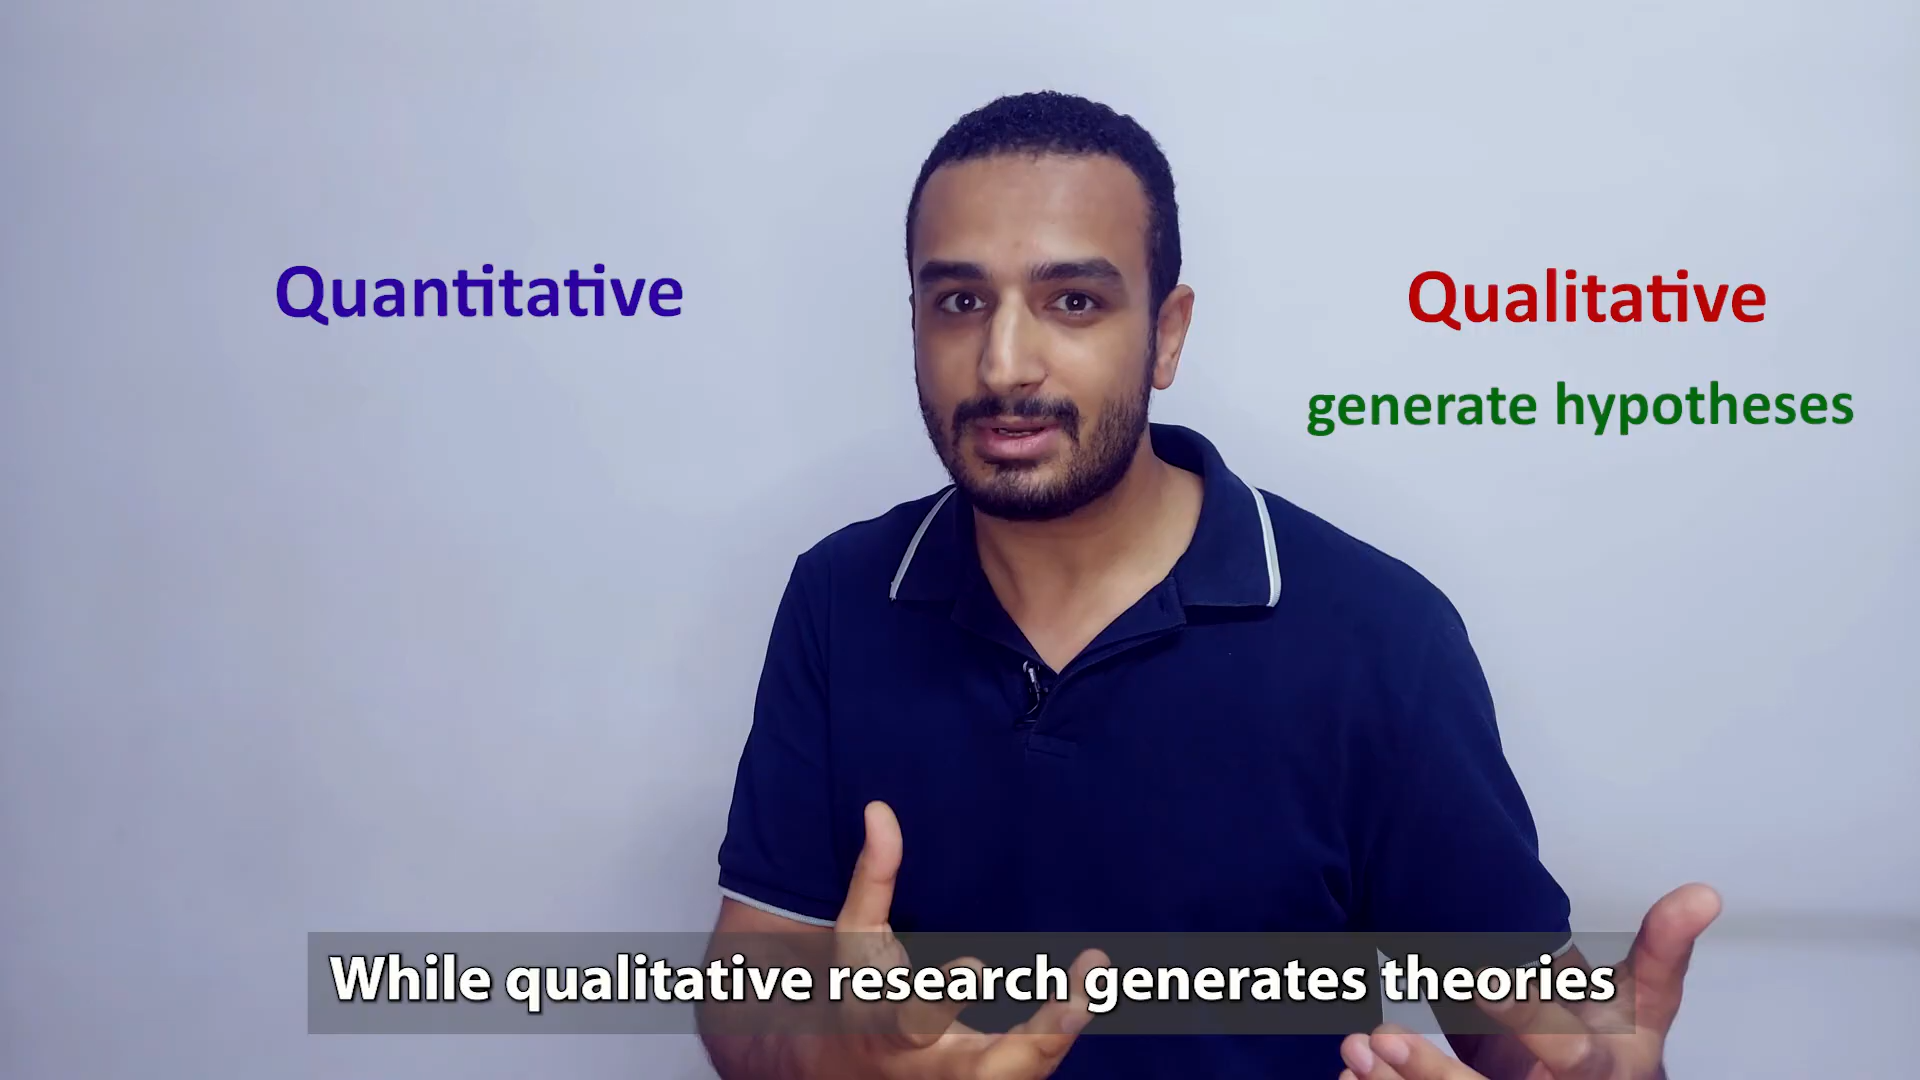 Quantitative
Qualitative
generate hypotheses
While qualitative research generates theories